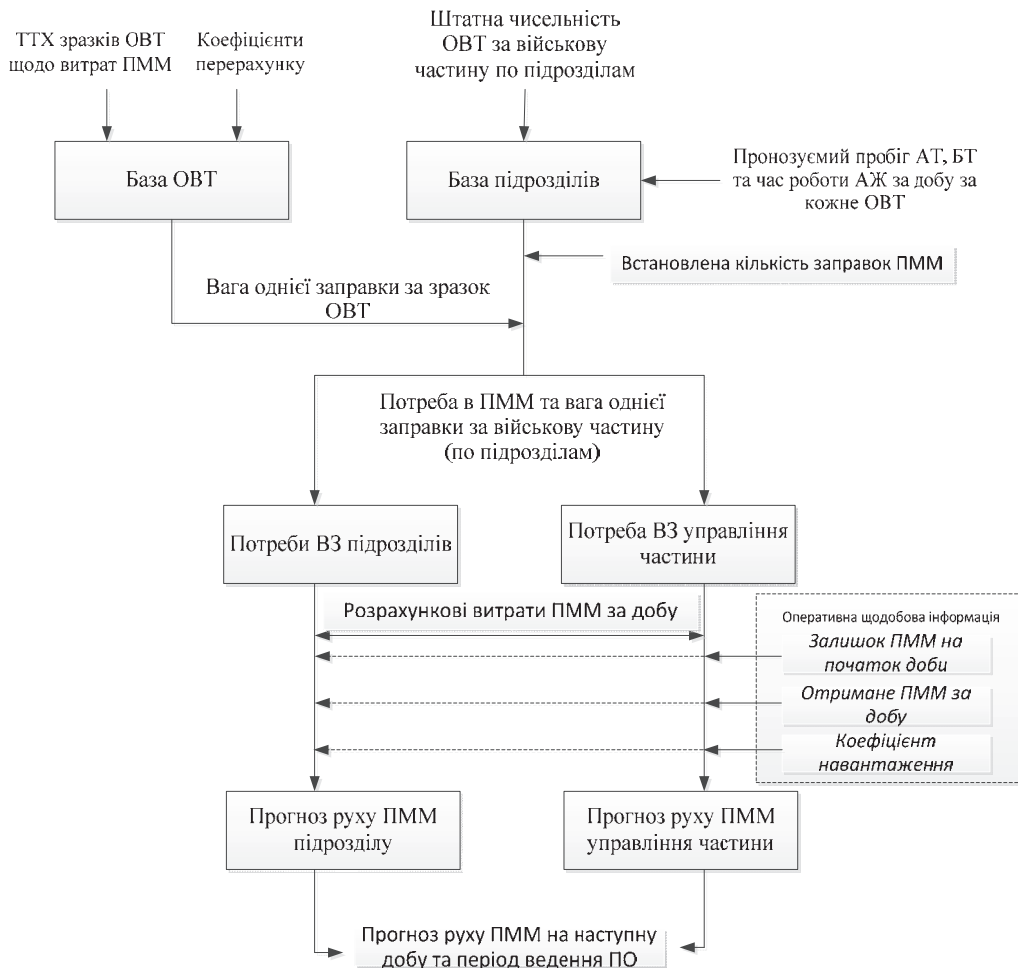 ТТХ зразків ОВТ
щодо витрат ПММ
Коефіцієнти
перерахунку
Штатна чисельність
ОВТ за військову
частину по підрозділам
База ОВТ
База підрозділів
Пронозуємий пробіг АТ, БТ
та час роботи АЖ за добу за
кожне ОВТ
Встановлена кількість заправок ПММ
Вага однієї заправки за зразок
ОВТ
Потреба в ПММ та вага однієї
заправки за військову частину
(по підрозділам)
Потреби ВЗ підрозділів
Потреба ВЗ управління
частини
Розрахункові витрати ПММ за добу
Оперативна щодобова інформація
Залишок ПММ на
початок доби
Отримане ПММ за
добу
Коефіцієнт
навантаження
Прогноз руху ПММ
підрозділу
Прогноз руху ПММ
управління частини
Прогноз руху ПММ на наступну
добу та період ведення ПО